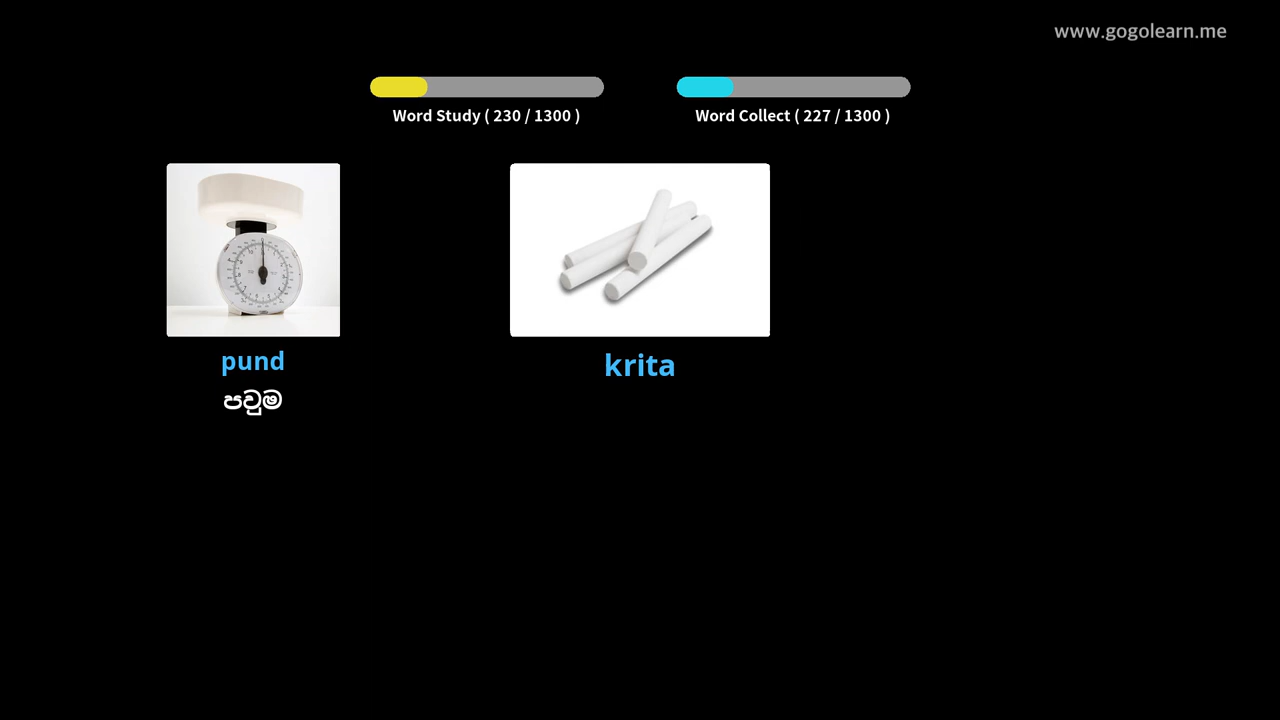 www.gogolearn.me
Word Study ( 230 / 1300 )
Word Collect ( 227 / 1300 )
pund
පවුම
krita